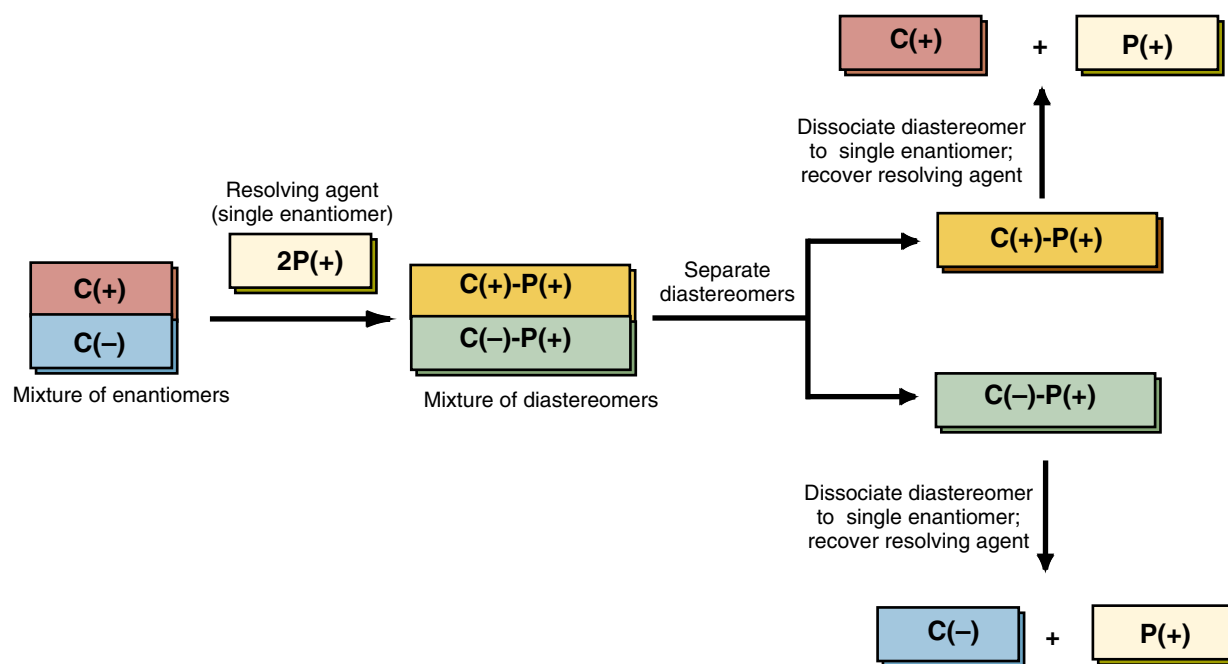 C(+)
+
P(+)
Dissociate diastereomer
to single enantiomer;
recover resolving agent
Resolving agent
(single enantiomer)
2P(+)
C(+)
C(–)
Mixture of enantiomers
C(+)-P(+)
C(–)-P(+)
Mixture of diastereomers
Separate
diastereomers
C(+)-P(+)
C(–)-P(+)
Dissociate diastereomer
to single enantiomer;
recover resolving agent
C(–)
+
P(+)